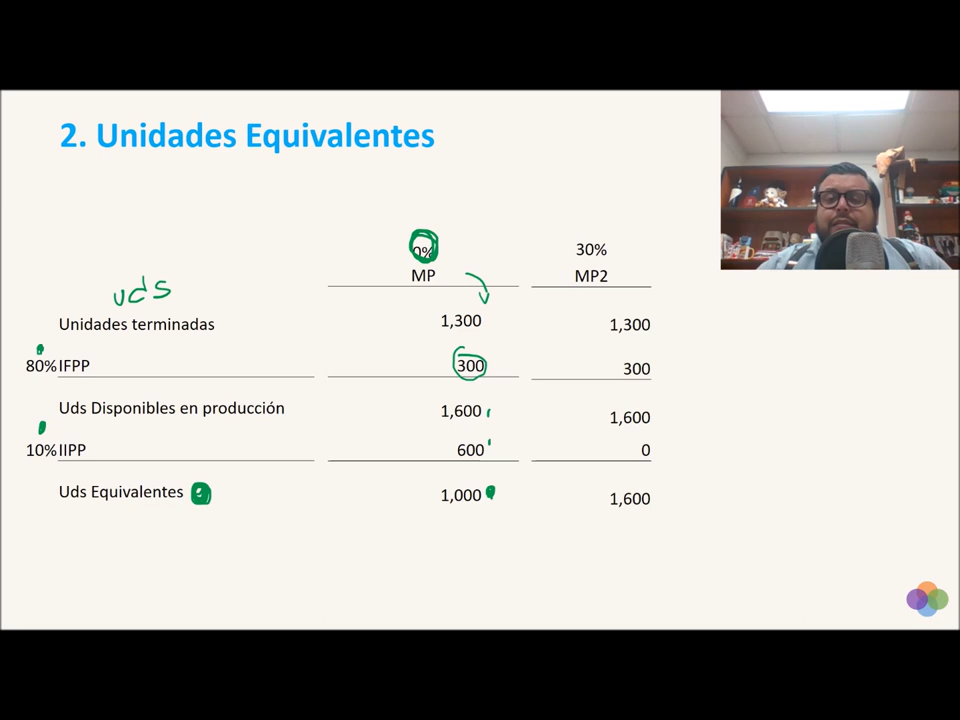 2. Unidades Equivalentes
0% 30%
MP MP2
uds
Unidades terminadas 1,300 1,300
80% IFPP 300 300
Uds Disponibles en producción 1,600 1,600
10% IIPP 600 0
Uds Equivalentes 1,000 1,600